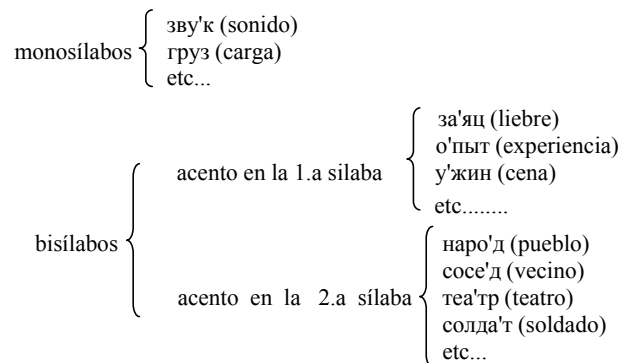 monosílabos
зву'к (sonido)
груз (carga)
etc...
bisílabos
acento en la 1.a silaba
за'яц (liebre)
о'пыт (experiencia)
у'жин (cena)
etc........
acento en la 2.a sílaba
наро'д (pueblo)
сосе'д (vecino)
теа'тр (teatro)
солда'т (soldado)
etc...